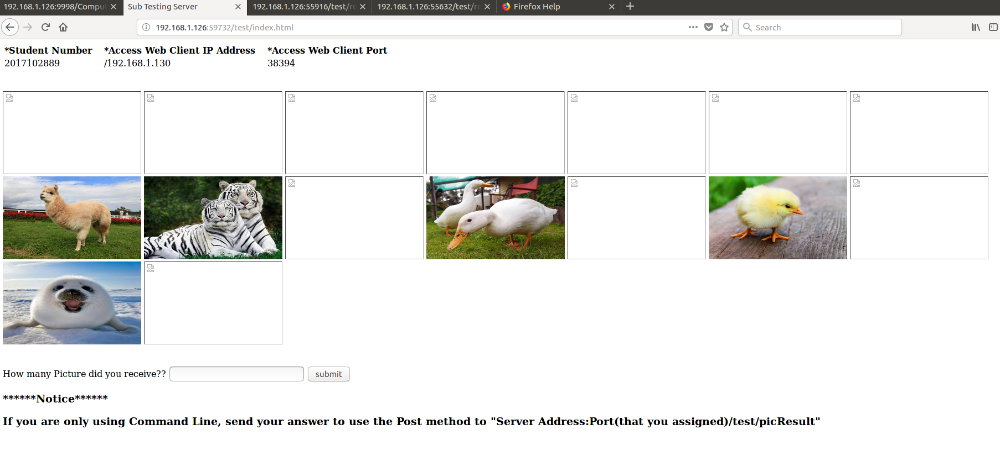 192.168.1.126:9998/Comput
Sub Testing Server
192.168.1.126:55916/test/re
192.168.1.126:55632/test/re
Firefox Help
192.168.1.126:59732/test/index.html
Search
*Student Number *Access Web Client IP Address *Access Web Client Port
2017102889 /192.168.1.130 38394
How many Picture did you receive?? submit
******Notice******
If you are only using Command Line, send your answer to use the Post method to "Server Address:Port(that you assigned)/test/picResult"